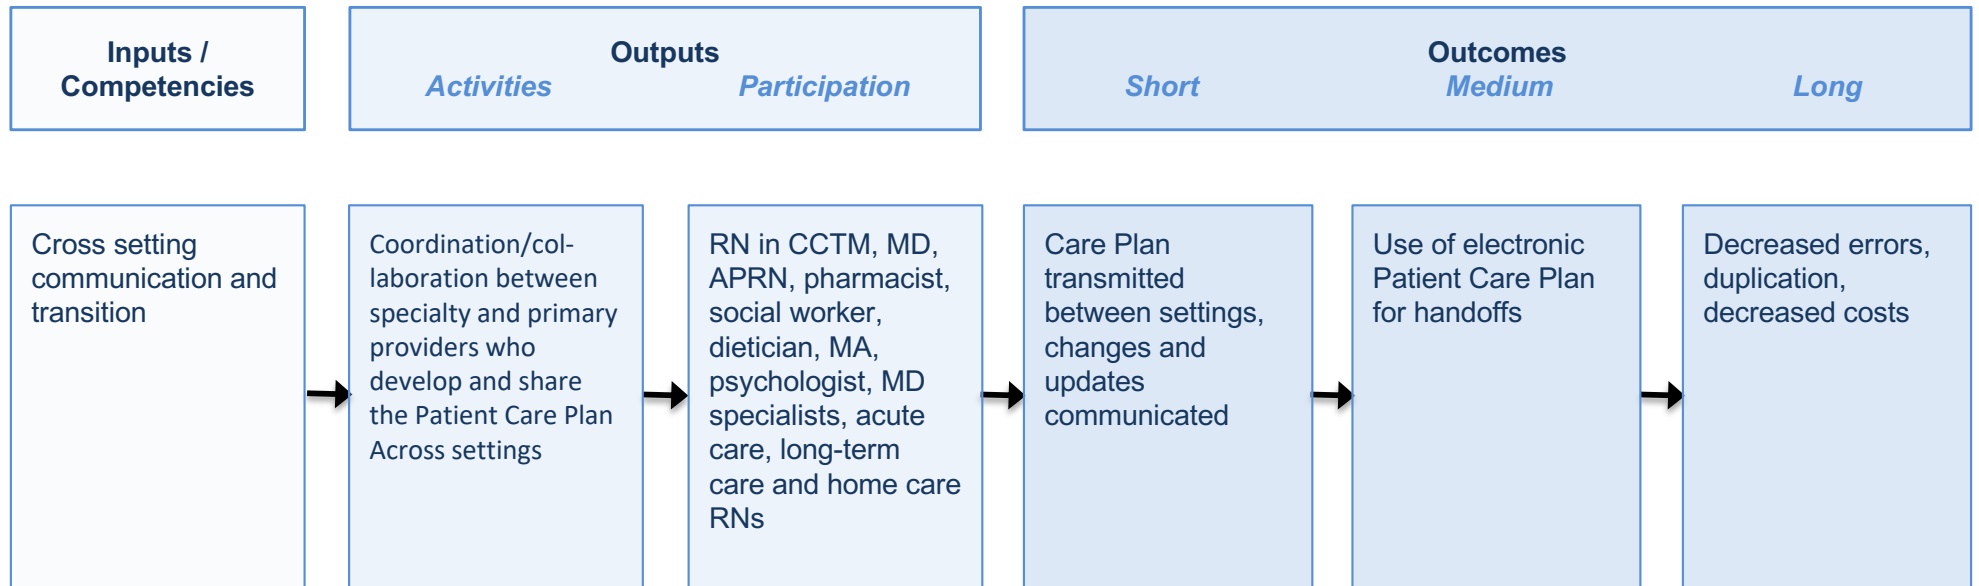 Inputs /
Competencies
Outputs
Activities
Participation
Outcomes
Short
Medium
Long
Cross setting
communication and
transition
Coordination/col-
laboration between
specialty and primary
providers who
develop and share
the Patient Care Plan
Across settings
RN in CCTM, MD,
APRN, pharmacist,
social worker,
dietician, MA,
psychologist, MD
specialists, acute
care, long-term
care and home care
RNs
Care Plan
transmitted
between settings,
changes and
updates
communicated
Use of electronic
Patient Care Plan
for handoffs
Decreased errors,
duplication,
decreased costs